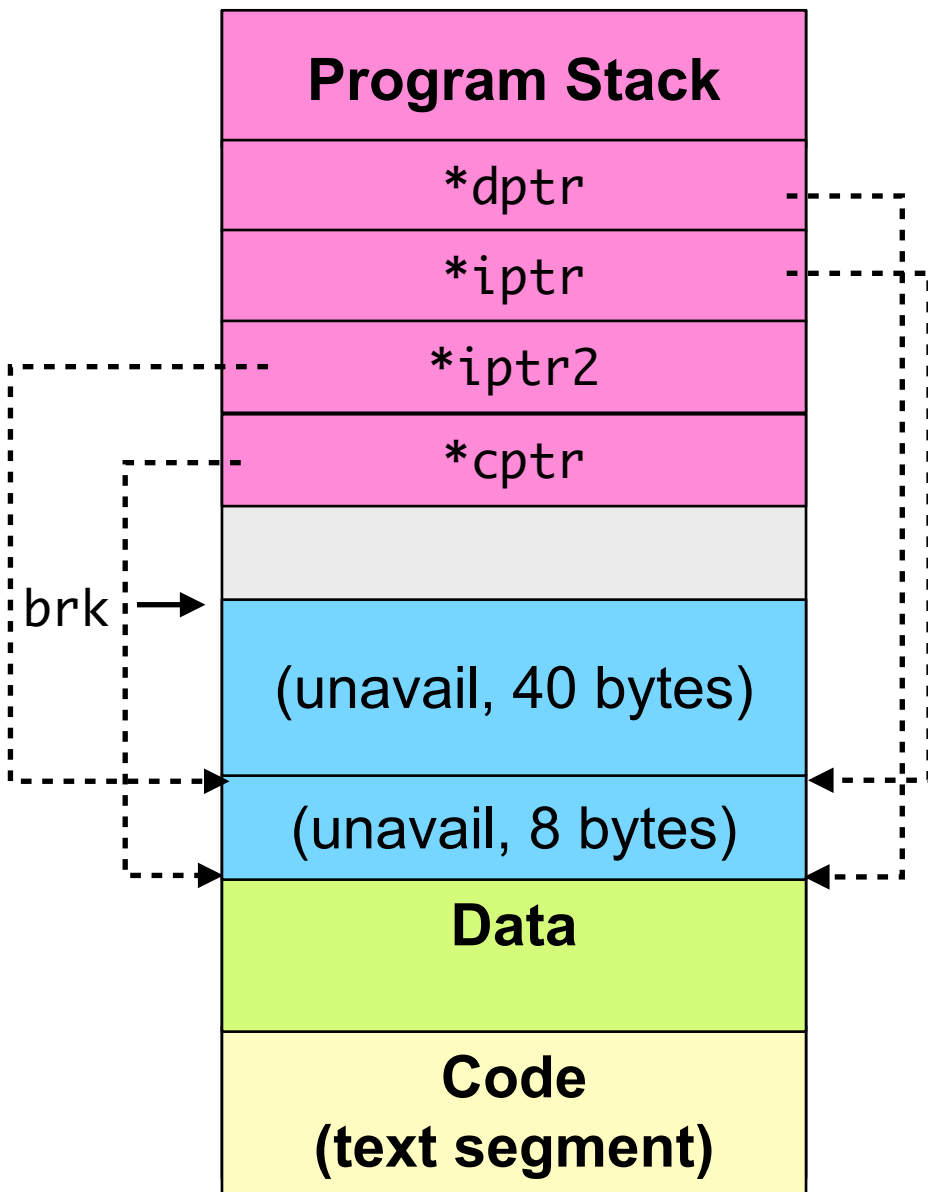 Program Stack
*dptr
*iptr
*iptr2
*cptr
brk
(unavail, 40 bytes)
(unavail, 8 bytes)
Data
Code
(text segment)